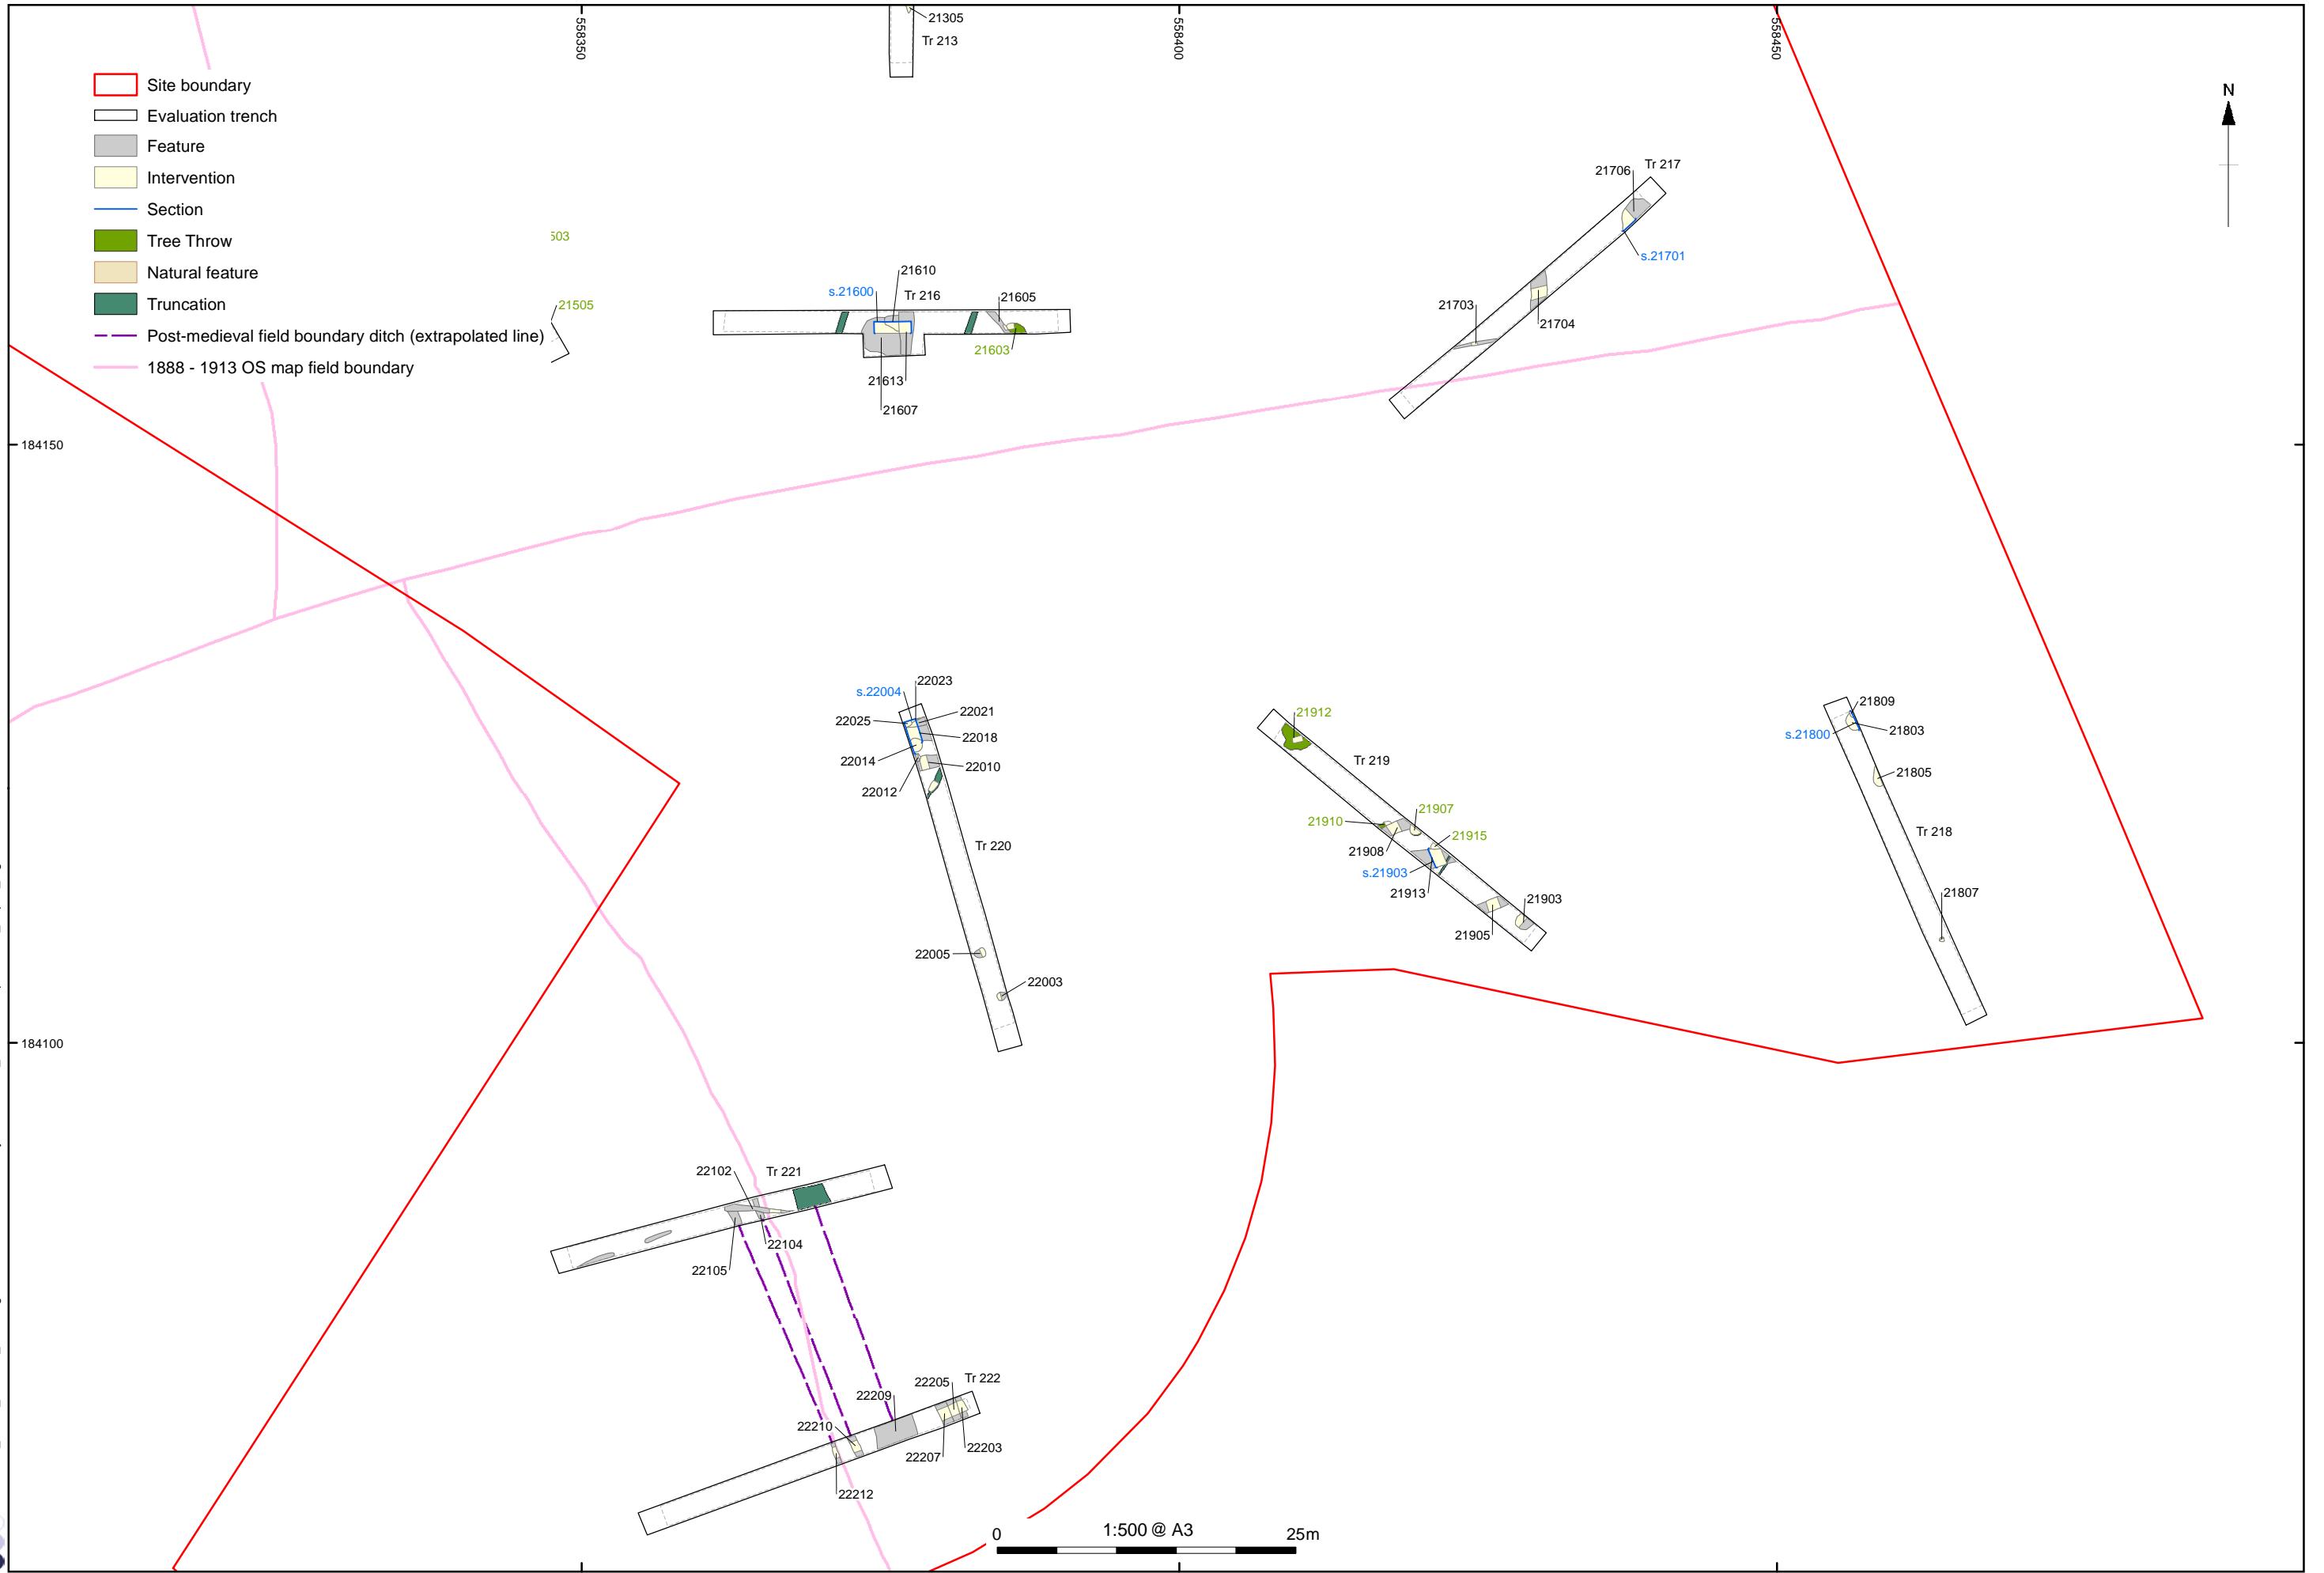 558350
558400
558450
21305
Tr 213
N
Site boundary
Evaluation trench
Feature
Intervention
Section
Tree Throw
Natural feature
Truncation
Post-medieval field boundary ditch (extrapolated line)
1888 - 1913 OS map field boundary
21505
21610
s.21600
Tr 216
21605
21603
21613
21607
21706
Tr 217
s.21701
21703
21704
184150
22023
s.22004
22025
22021
22018
22014
22010
22012
Tr 220
22005
22003
21912
Tr 219
21907
21910
21915
21908
s.21903
21913
21903
21905
21809
21803
s.21800
21805
Tr 218
21807
184100
22102
Tr 221
22104
22105
22205
Tr 222
22209
22210
22203
22207
22212
0
1:500 @ A3
25m